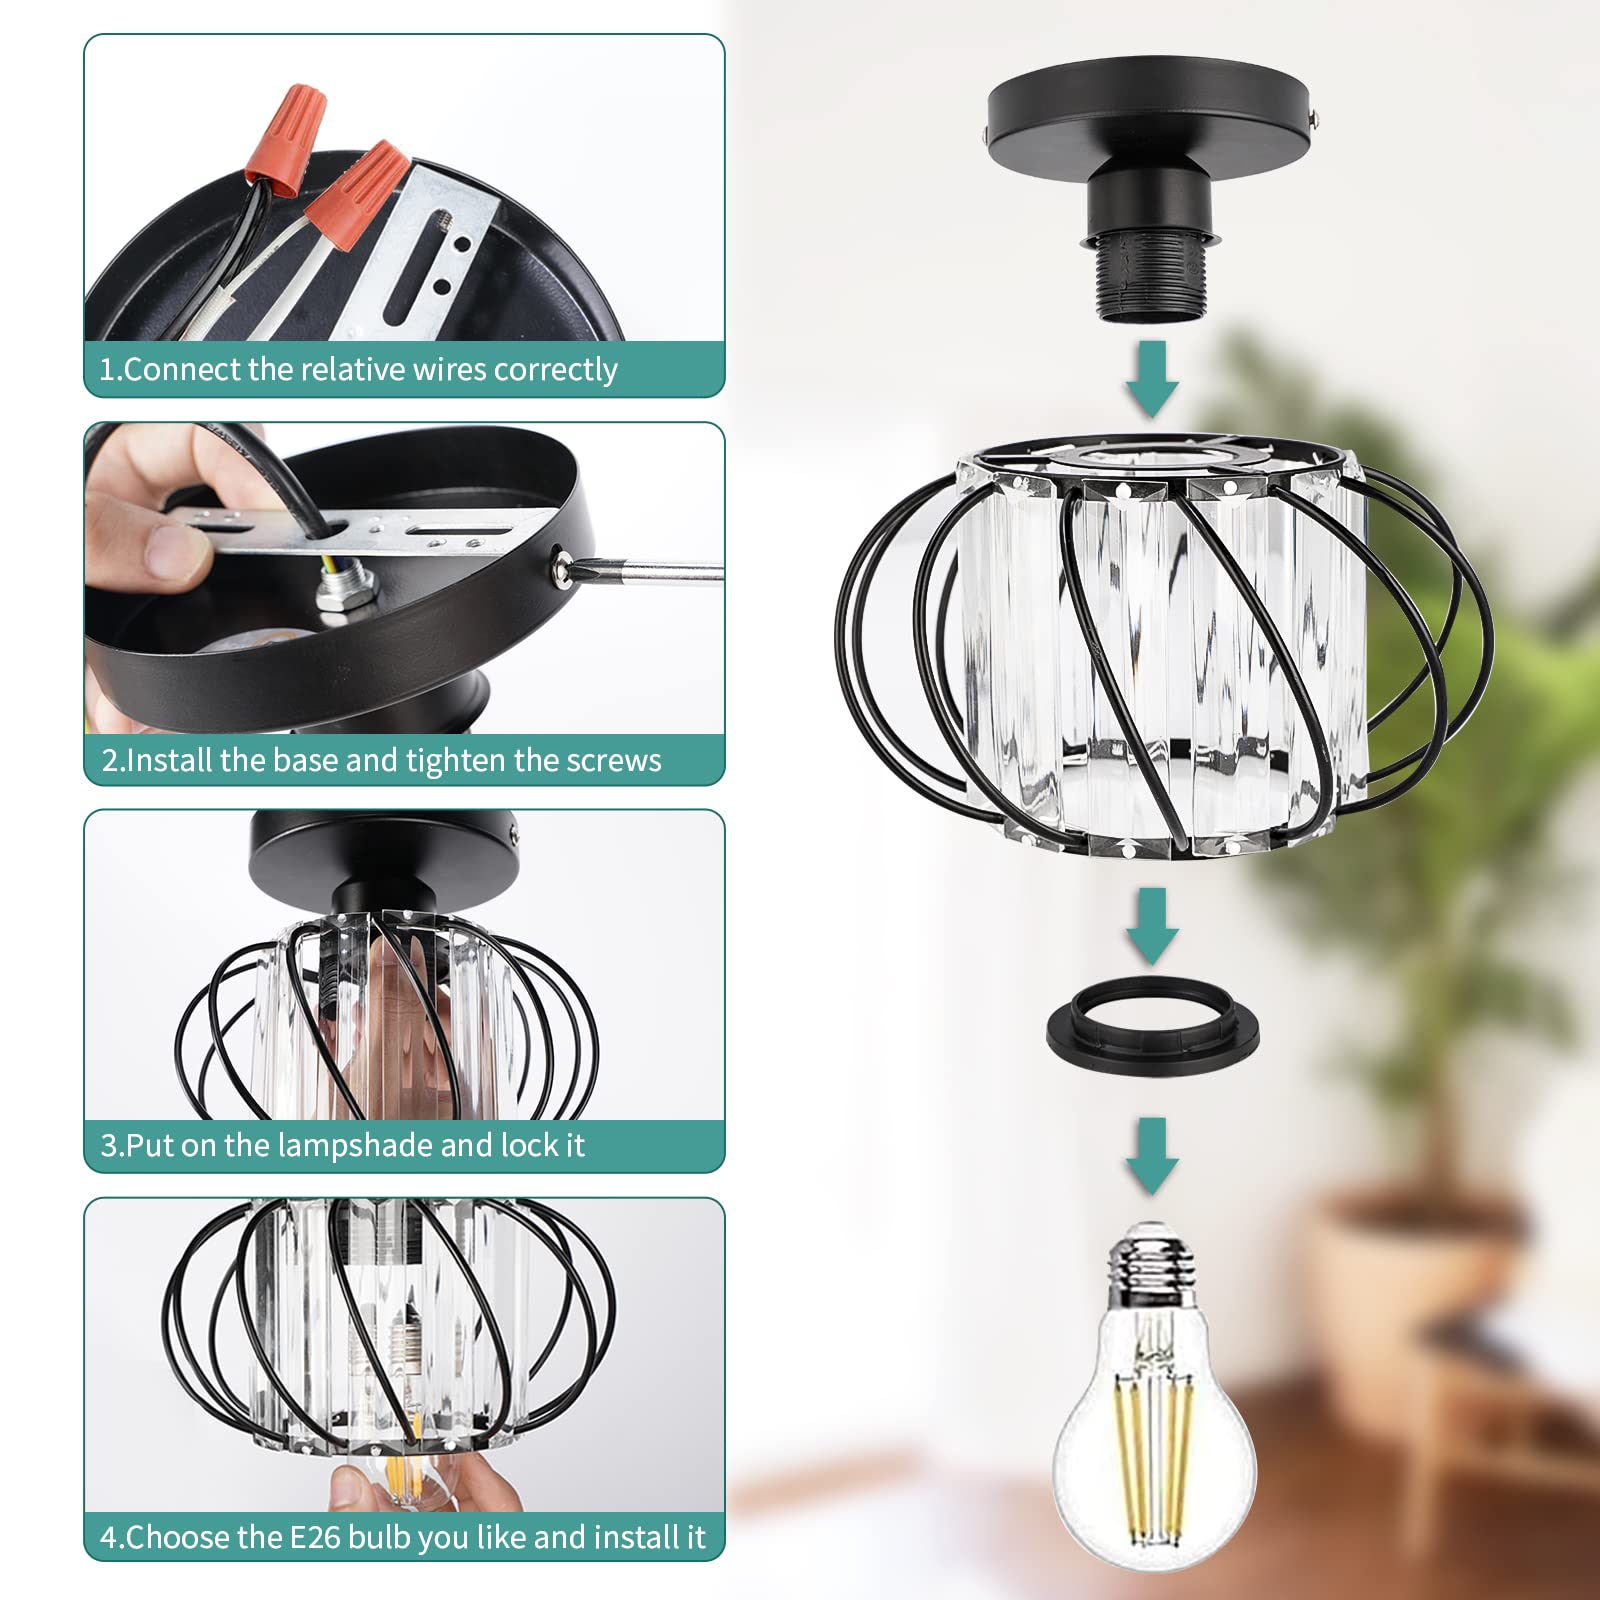 1.Connect the relative wires correctly
2.Install the base and tighten the screws
3.Put on the lampshade and lock it
4.Choose the E26 bulb you like and install it